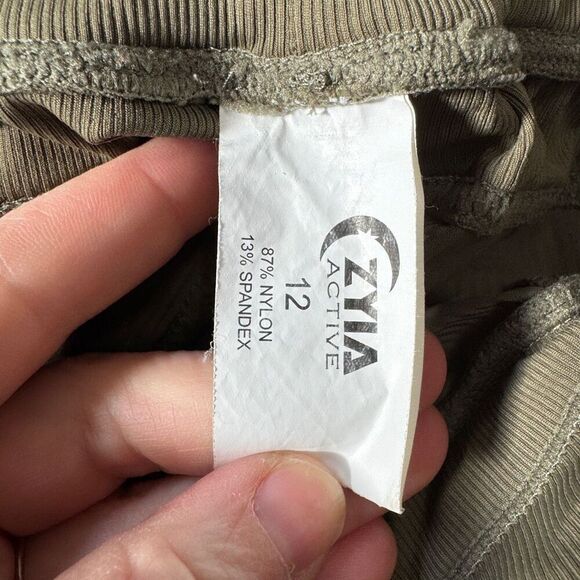 ZYIA
ACTIVE
12
87% NYLON
13% SPANDEX